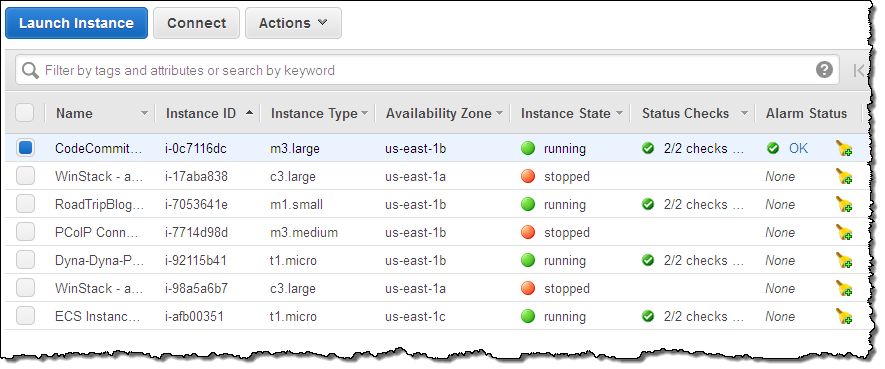 Launch Instance Connect Actions
Filter by tags and attributes or search by keyword
Name Instance ID Instance Type Availability Zone Instance State Status Checks Alarm Status
CodeCommit... i-0c7116dc m3.large us-east-1b running 2/2 checks ... OK
WinStack - a... i-17aba838 c3.large us-east-1a stopped None
RoadTripBlog... i-7053641e m1.small us-east-1b running 2/2 checks ... None
PCoIP Conn... i-7714d98d m3.medium us-east-1b stopped None
Dyna-Dyna-P... i-92115b41 t1.micro us-east-1b running 2/2 checks ... None
WinStack - a... i-98a5a6b7 c3.large us-east-1a stopped None
ECS Instanc... i-afb00351 t1.micro us-east-1c running 2/2 checks ... None